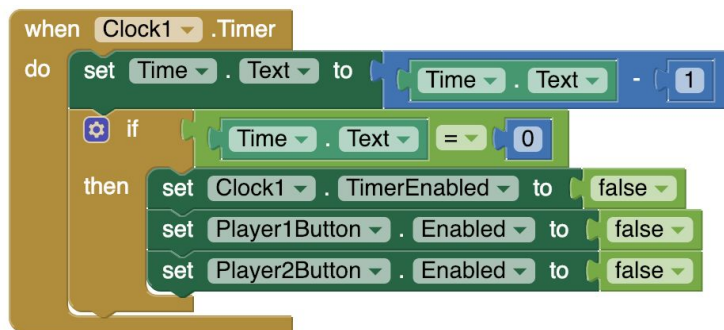 when Clock1 .Timer
do set Time . Text to Time . Text - 1
if Time . Text = 0
then set Clock1 . TimerEnabled to false
set Player1Button . Enabled to false
set Player2Button . Enabled to false